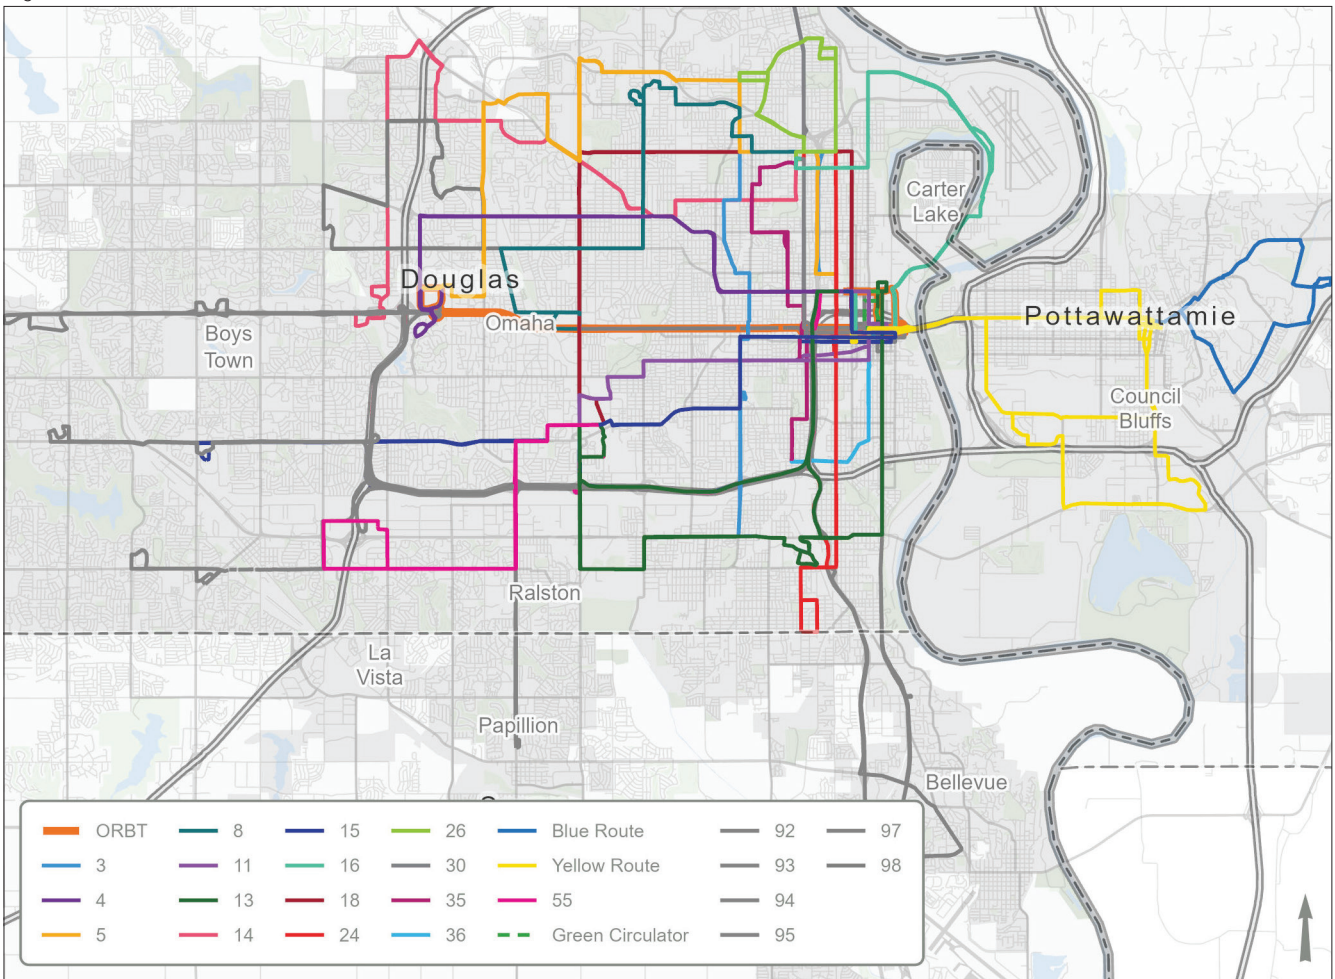 Douglas
Omaha
Boys
Town
Carter
Lake
Pottawattamie
Council
Bluffs
Ralston
La
Vista
Papillion
Bellevue
ORBT
3
4
5
8
11
13
14
15
16
18
24
26
30
35
36
Blue Route
Yellow Route
55
Green Circulator
92
93
94
95
97
98